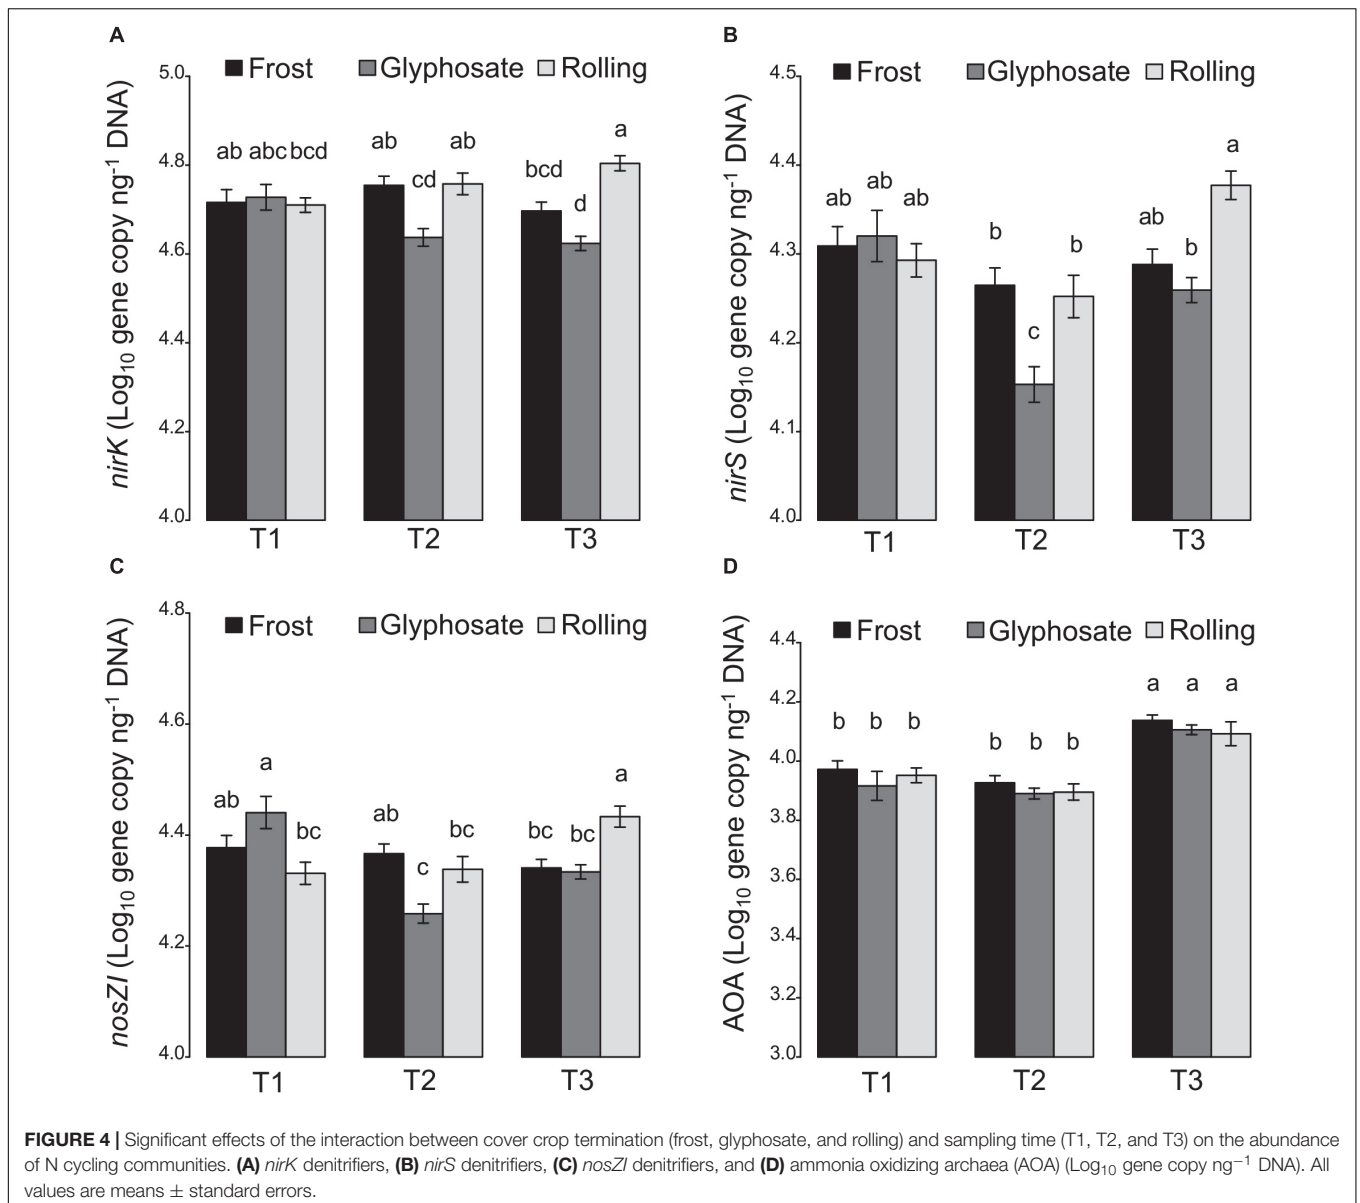 A
Frost Glyphosate Rolling
nirK (Log10 gene copy ng-1 DNA)
5.0
4.8
4.6
4.4
4.2
4.0
ab abc bcd
ab cd ab
bcd d a
T1 T2 T3
B
Frost Glyphosate Rolling
nirS (Log10 gene copy ng-1 DNA)
4.5
4.4
4.3
4.2
4.1
4.0
ab ab ab
b c b
ab b a
T1 T2 T3
C
Frost Glyphosate Rolling
nosZI (Log10 gene copy ng-1 DNA)
4.8
4.6
4.4
4.2
4.0
ab a bc
ab c bc
bc bc a
T1 T2 T3
D
Frost Glyphosate Rolling
AOA (Log10 gene copy ng-1 DNA)
4.4
4.2
4.0
3.8
3.6
3.4
3.2
3.0
b b b
b b b
a a a
T1 T2 T3
FIGURE 4 | Significant effects of the interaction between cover crop termination (frost, glyphosate, and rolling) and sampling time (T1, T2, and T3) on the abundance
of N cycling communities. (A) nirK denitrifiers, (B) nirS denitrifiers, (C) nosZI denitrifiers, and (D) ammonia oxidizing archaea (AOA) (Log10 gene copy ng−1 DNA). All
values are means ± standard errors.